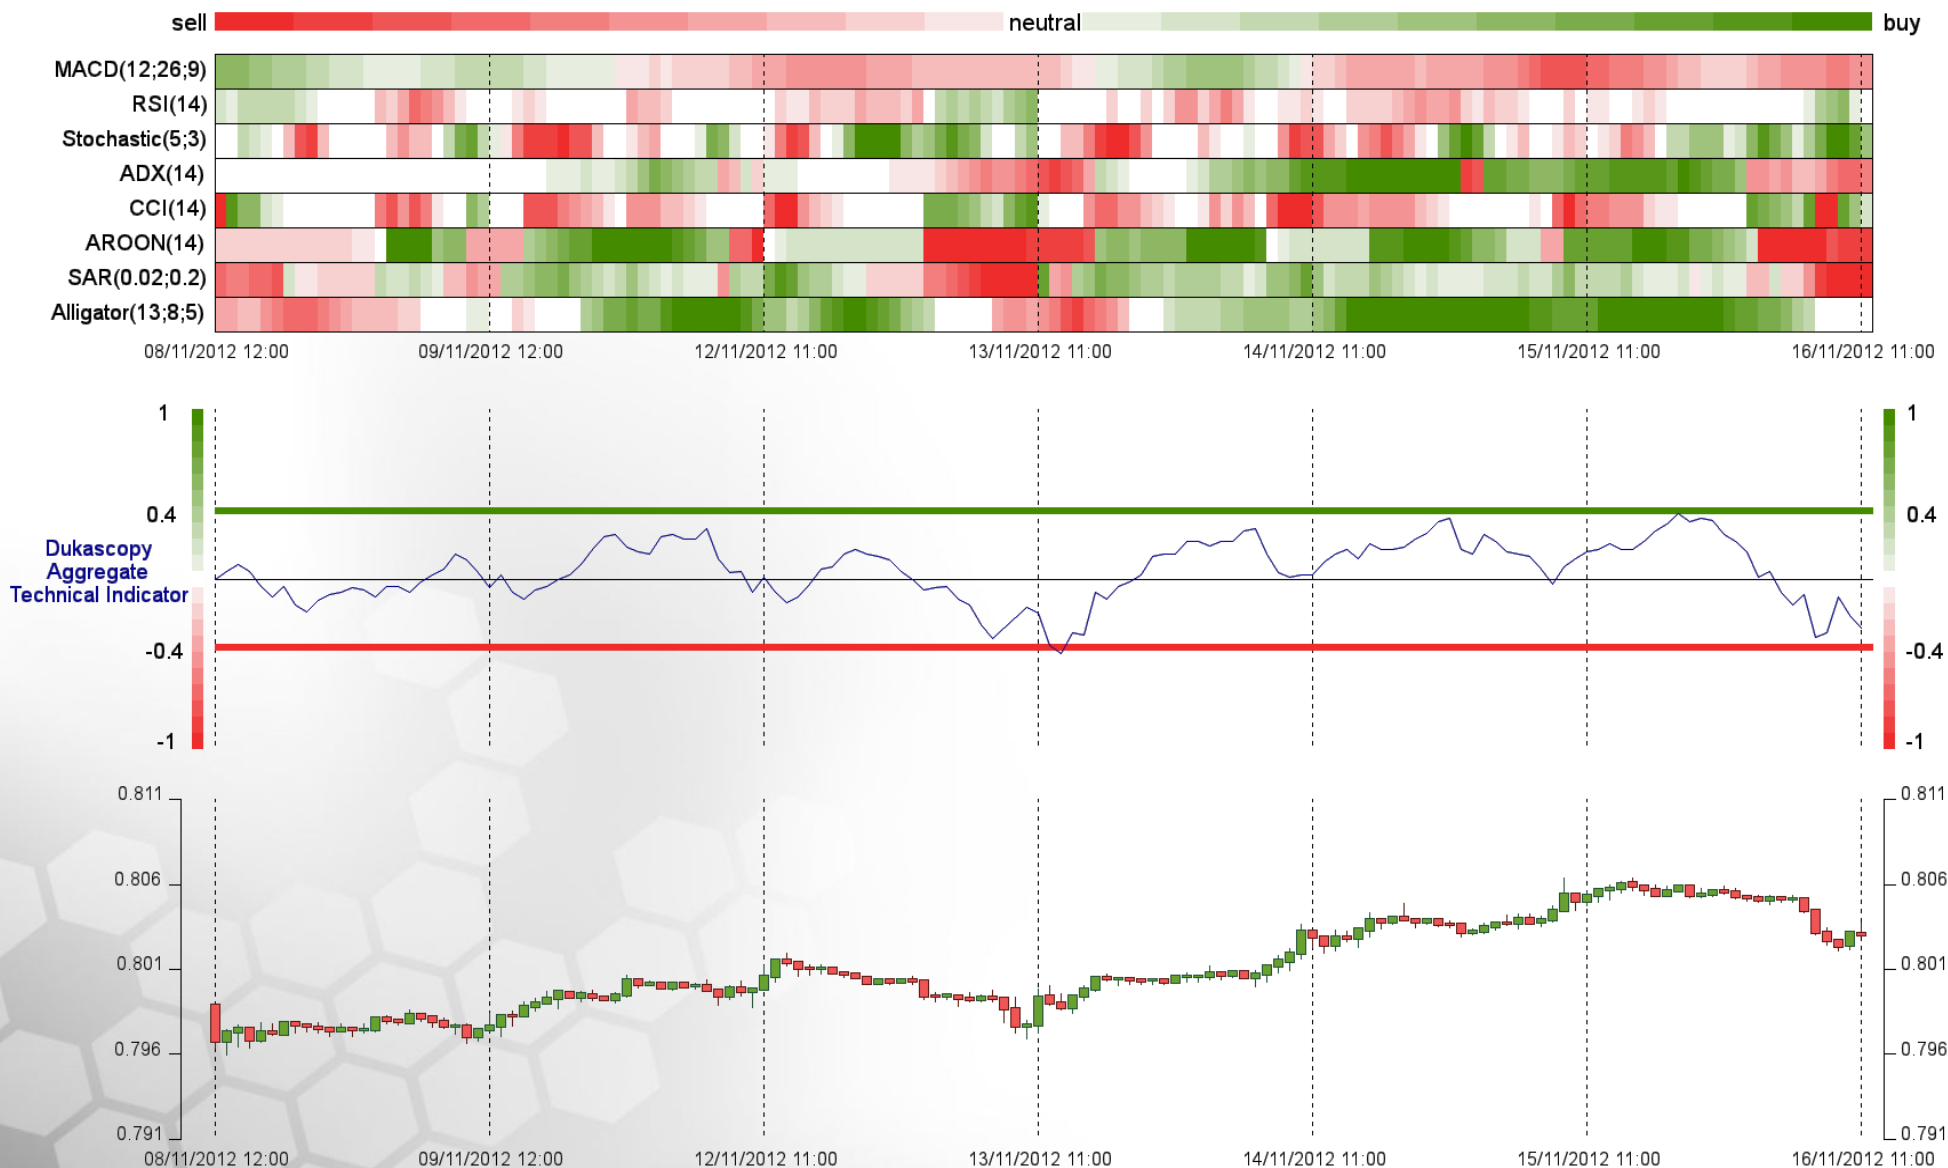 sell neutral buy
MACD(12;26;9)
RSI(14)
Stochastic(5;3)
ADX(14)
CCI(14)
AROON(14)
SAR(0.02;0.2)
Alligator(13;8;5)
08/11/2012 12:00 09/11/2012 12:00 12/11/2012 11:00 13/11/2012 11:00 14/11/2012 11:00 15/11/2012 11:00 16/11/2012 11:00
1 1
0.4 0.4
Dukascopy
Aggregate
Technical Indicator
-0.4 -0.4
-1 -1
0.811 0.811
0.806 0.806
0.801 0.801
0.796 0.796
0.791 0.791
08/11/2012 12:00 09/11/2012 12:00 12/11/2012 11:00 13/11/2012 11:00 14/11/2012 11:00 15/11/2012 11:00 16/11/2012 11:00